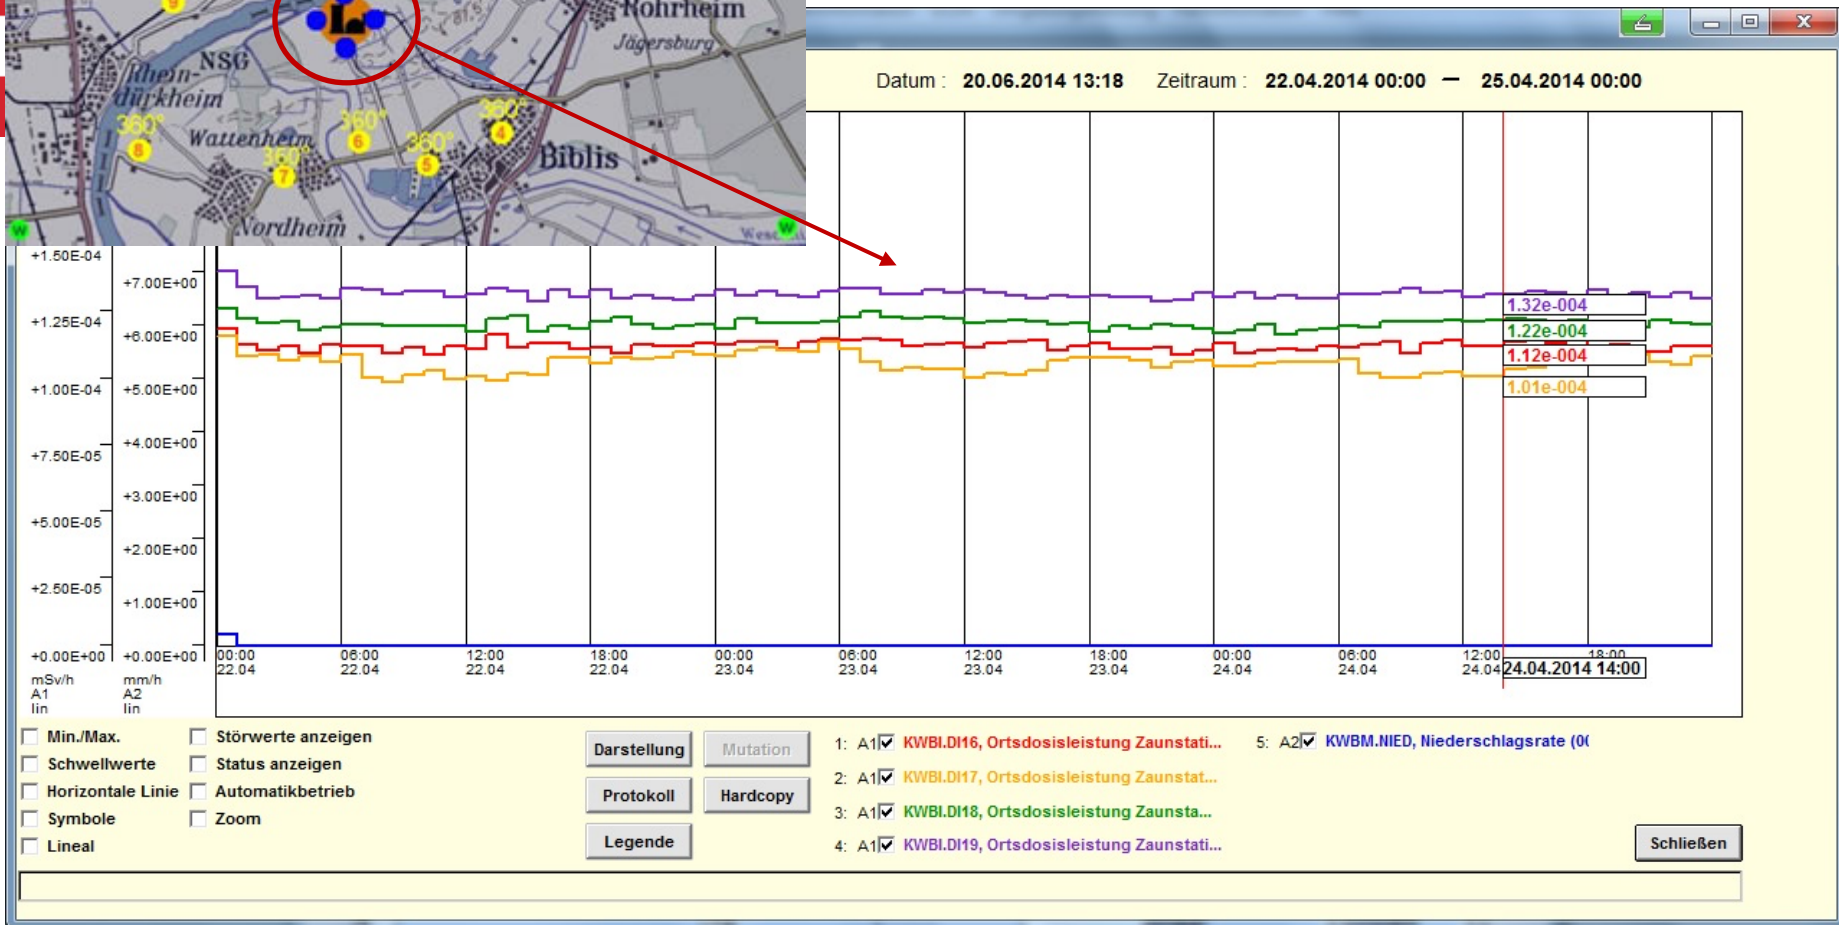 9
81,5
Rohrheim
Jägersburg
NSG
Rhein-
dürkheim
360°
8
Wattenheim
360°
6
360°
5
360°
4
Biblis
360°
7
Nordheim
W
W
Datum : 20.06.2014 13:18 Zeitraum : 22.04.2014 00:00 — 25.04.2014 00:00
+1.50E-04
+1.25E-04
+1.00E-04
+7.50E-05
+5.00E-05
+2.50E-05
+0.00E+00
mSv/h
A1
lin
+7.00E+00
+6.00E+00
+5.00E+00
+4.00E+00
+3.00E+00
+2.00E+00
+1.00E+00
+0.00E+00
mm/h
A2
lin
1.32e-004
1.22e-004
1.12e-004
1.01e-004
00:00 06:00 12:00 18:00 00:00 06:00 12:00 18:00 00:00 06:00 12:00 18:00
22.04 22.04 22.04 22.04 23.04 23.04 23.04 23.04 24.04 24.04 24.04 24.04.2014 14:00
Min./Max.
Schwellwerte
Horizontale Linie
Symbole
Lineal
Störwerte anzeigen
Status anzeigen
Automatikbetrieb
Zoom
Darstellung
Mutation
Protokoll
Hardcopy
Legende
1: A1 KWBI.DI16, Ortsdosisleistung Zaunstati...
2: A1 KWBI.DI17, Ortsdosisleistung Zaunstat...
3: A1 KWBI.DI18, Ortsdosisleistung Zaunsta...
4: A1 KWBI.DI19, Ortsdosisleistung Zaunstati...
5: A2 KWBM.NIED, Niederschlagsrate (00
Schließen